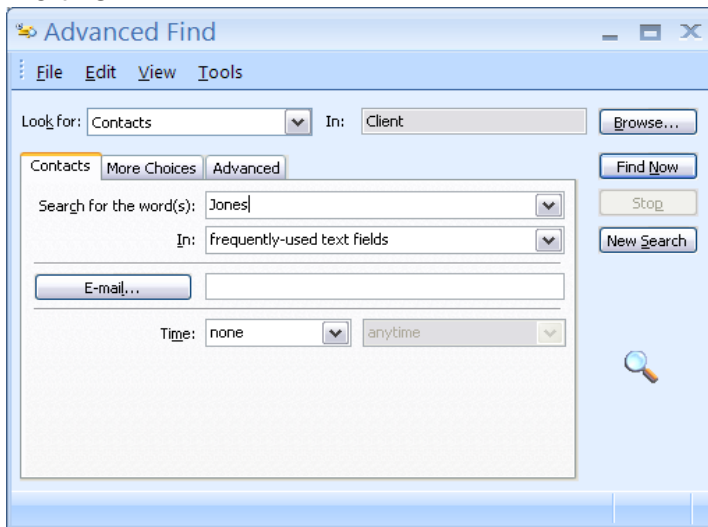 Advanced Find
File Edit View Tools
Look for: Contacts In: Client Browse...
Contacts More Choices Advanced Find Now
Search for the word(s): Jones Stop
In: frequently-used text fields New Search
E-mail...
Time: none anytime